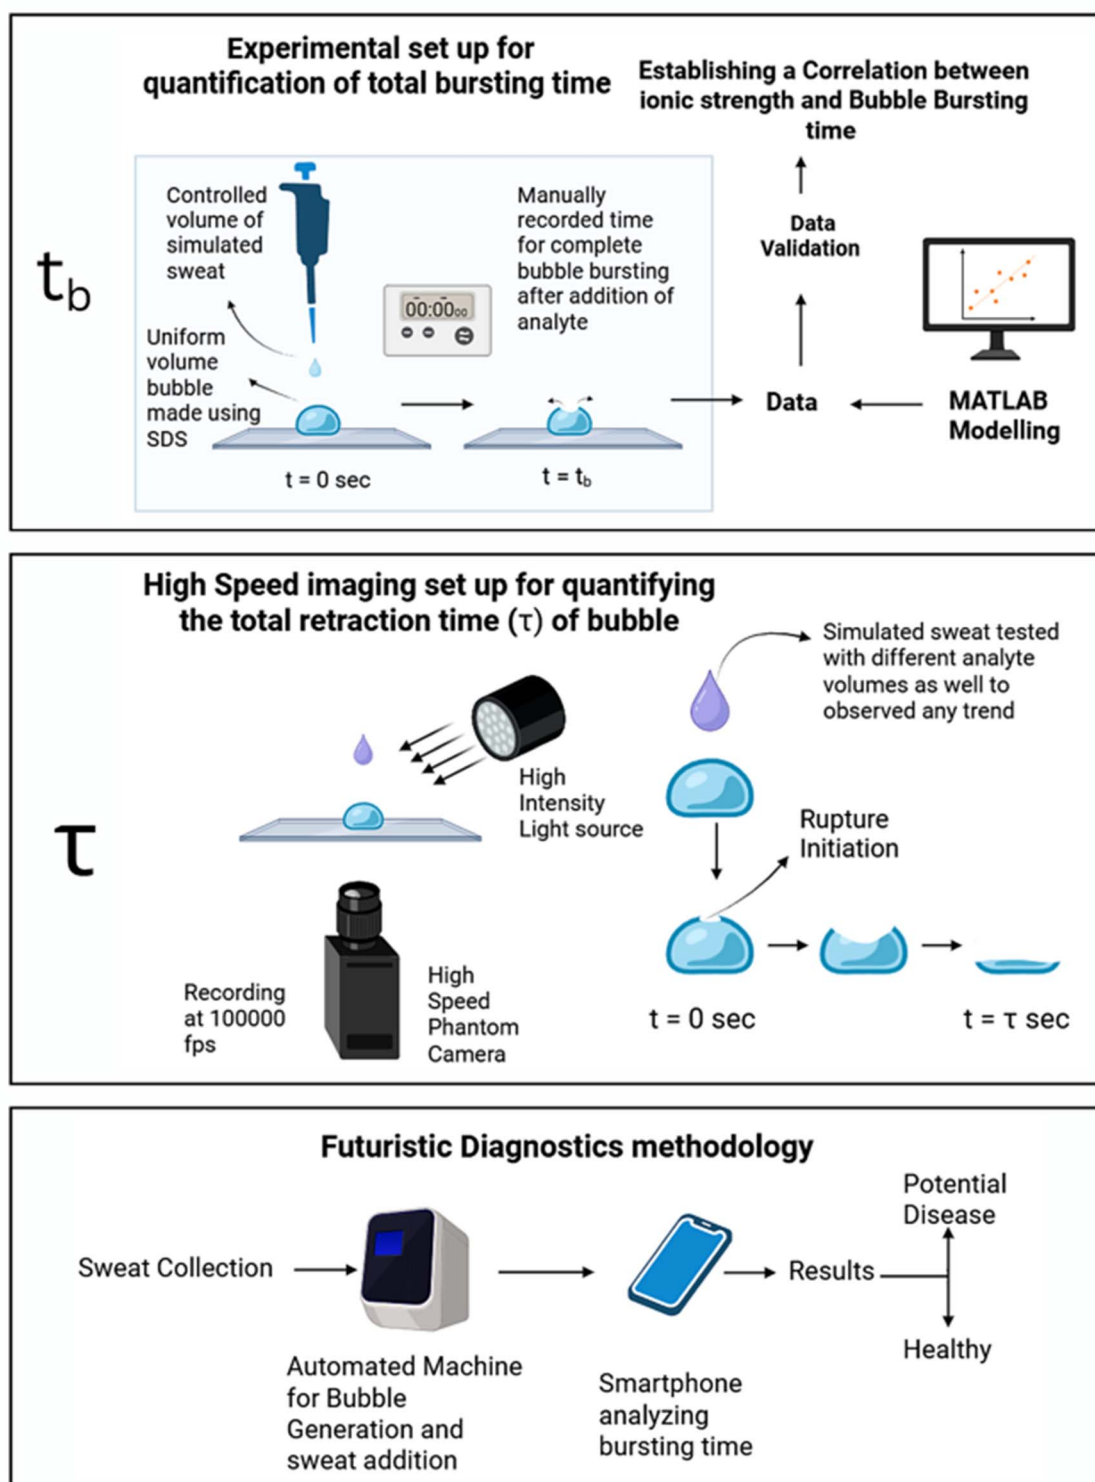 Experimental set up for
quantification of total bursting time
Establishing a Correlation between
ionic strength and Bubble Bursting
time
tb
Controlled
volume of
simulated
sweat
Uniform
volume
bubble
made using
SDS
00:0000
Manually
recorded time
for complete
bubble bursting
after addition of
analyte
t = 0 sec
t = tb
Data
Validation
Data
MATLAB
Modelling
High Speed imaging set up for quantifying
the total retraction time (τ) of bubble
τ
High
Intensity
Light source
Recording
at 100000
fps
High
Speed
Phantom
Camera
Simulated sweat tested
with different analyte
volumes as well to
observed any trend
Rupture
Initiation
t = 0 sec
t = τ sec
Futuristic Diagnostics methodology
Sweat Collection
Automated Machine
for Bubble
Generation and
sweat addition
Smartphone
analyzing
bursting time
Results
Potential
Disease
Healthy